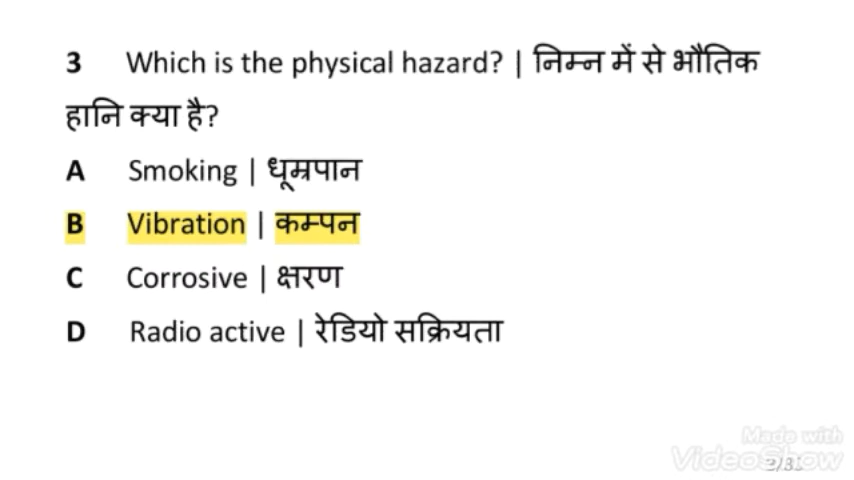 3 Which is the physical hazard? | निम्न में से भौतिक
हानि क्या है?
A Smoking | धूम्रपान
B Vibration | कम्पन
C Corrosive | क्षरण
D Radio active | रेडियो सक्रियता
Made with
VideoShow